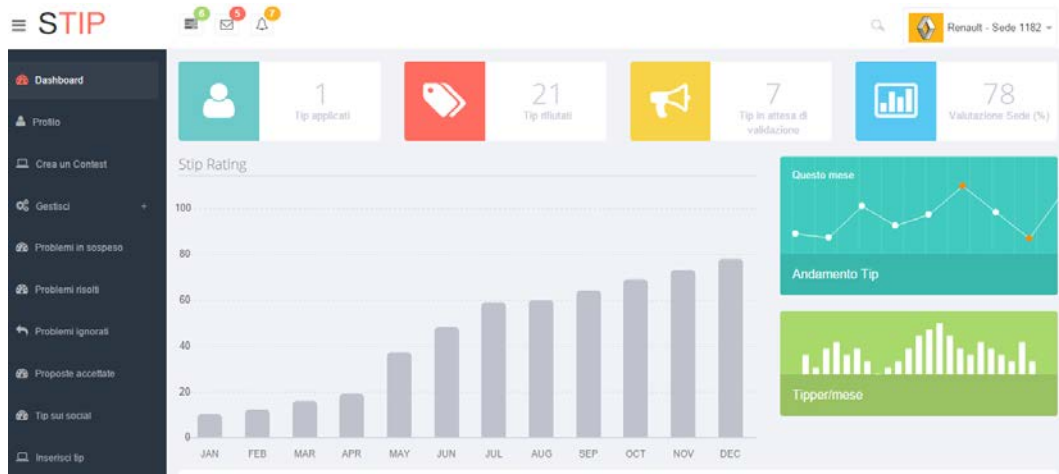 STIP
6
5
7
Renault - Sede 1182
Dashboard
Profilo
Crea un Contest
Gestisci +
Problemi in sospeso
Problemi risolti
Problemi ignorati
Proposte accettate
Tip sui social
Inserisci tip
1
Tip applicati
21
Tip rifiutati
7
Tip in attesa di
validazione
78
Valutazione Sede (%)
Stip Rating
100
80
60
40
20
0
JAN FEB MAR APR MAY JUN JUL AUG SEP OCT NOV DEC
Questo mese
Andamento Tip
Tipper/mese